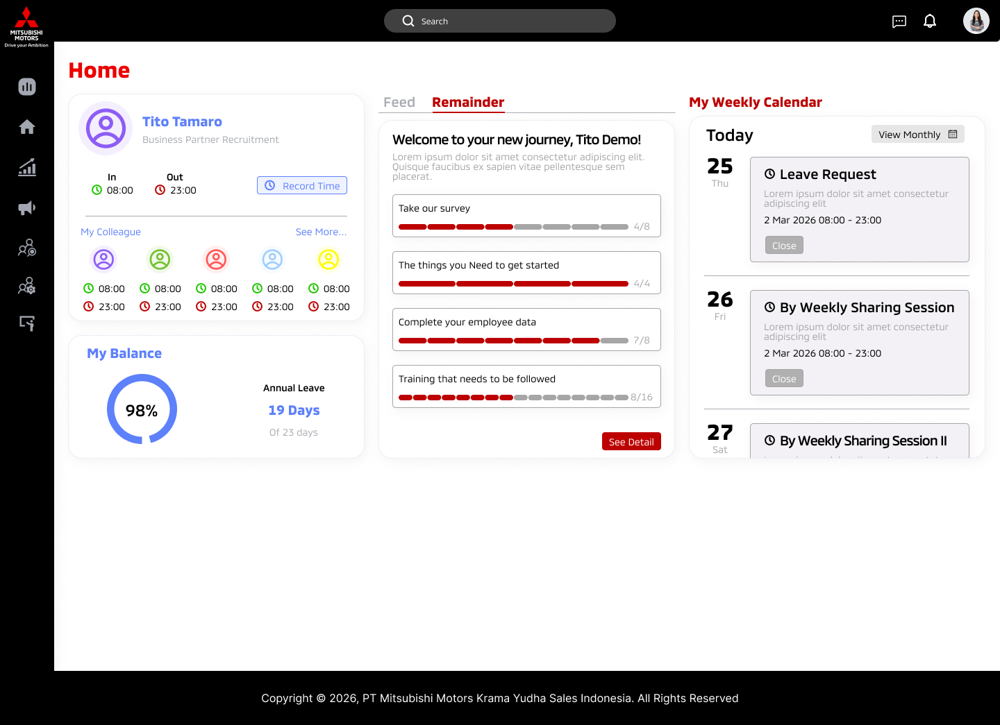 MITSUBISHI
MOTORS
Drive your Ambition
Search
Home
Tito Tamaro
Business Partner Recruitment
In
08:00
Out
23:00
Record Time
My Colleague
See More...
08:00
08:00
08:00
08:00
08:00
23:00
23:00
23:00
23:00
23:00
My Balance
98%
Annual Leave
19 Days
Of 23 days
Feed
Remainder
Welcome to your new journey, Tito Demo!
Lorem ipsum dolor sit amet consectetur adipiscing elit.
Quisque faucibus ex sapien vitae pellentesque sem
placerat.
Take our survey
4/8
The things you Need to get started
4/4
Complete your employee data
7/8
Training that needs to be followed
8/16
See Detail
My Weekly Calendar
Today
View Monthly
25
Thu
Leave Request
Lorem ipsum dolor sit amet consectetur
adipiscing elit
2 Mar 2026 08:00 - 23:00
Close
26
Fri
By Weekly Sharing Session
Lorem ipsum dolor sit amet consectetur
adipiscing elit
2 Mar 2026 08:00 - 23:00
Close
27
Sat
By Weekly Sharing Session II
Copyright © 2026, PT Mitsubishi Motors Krama Yudha Sales Indonesia. All Rights Reserved